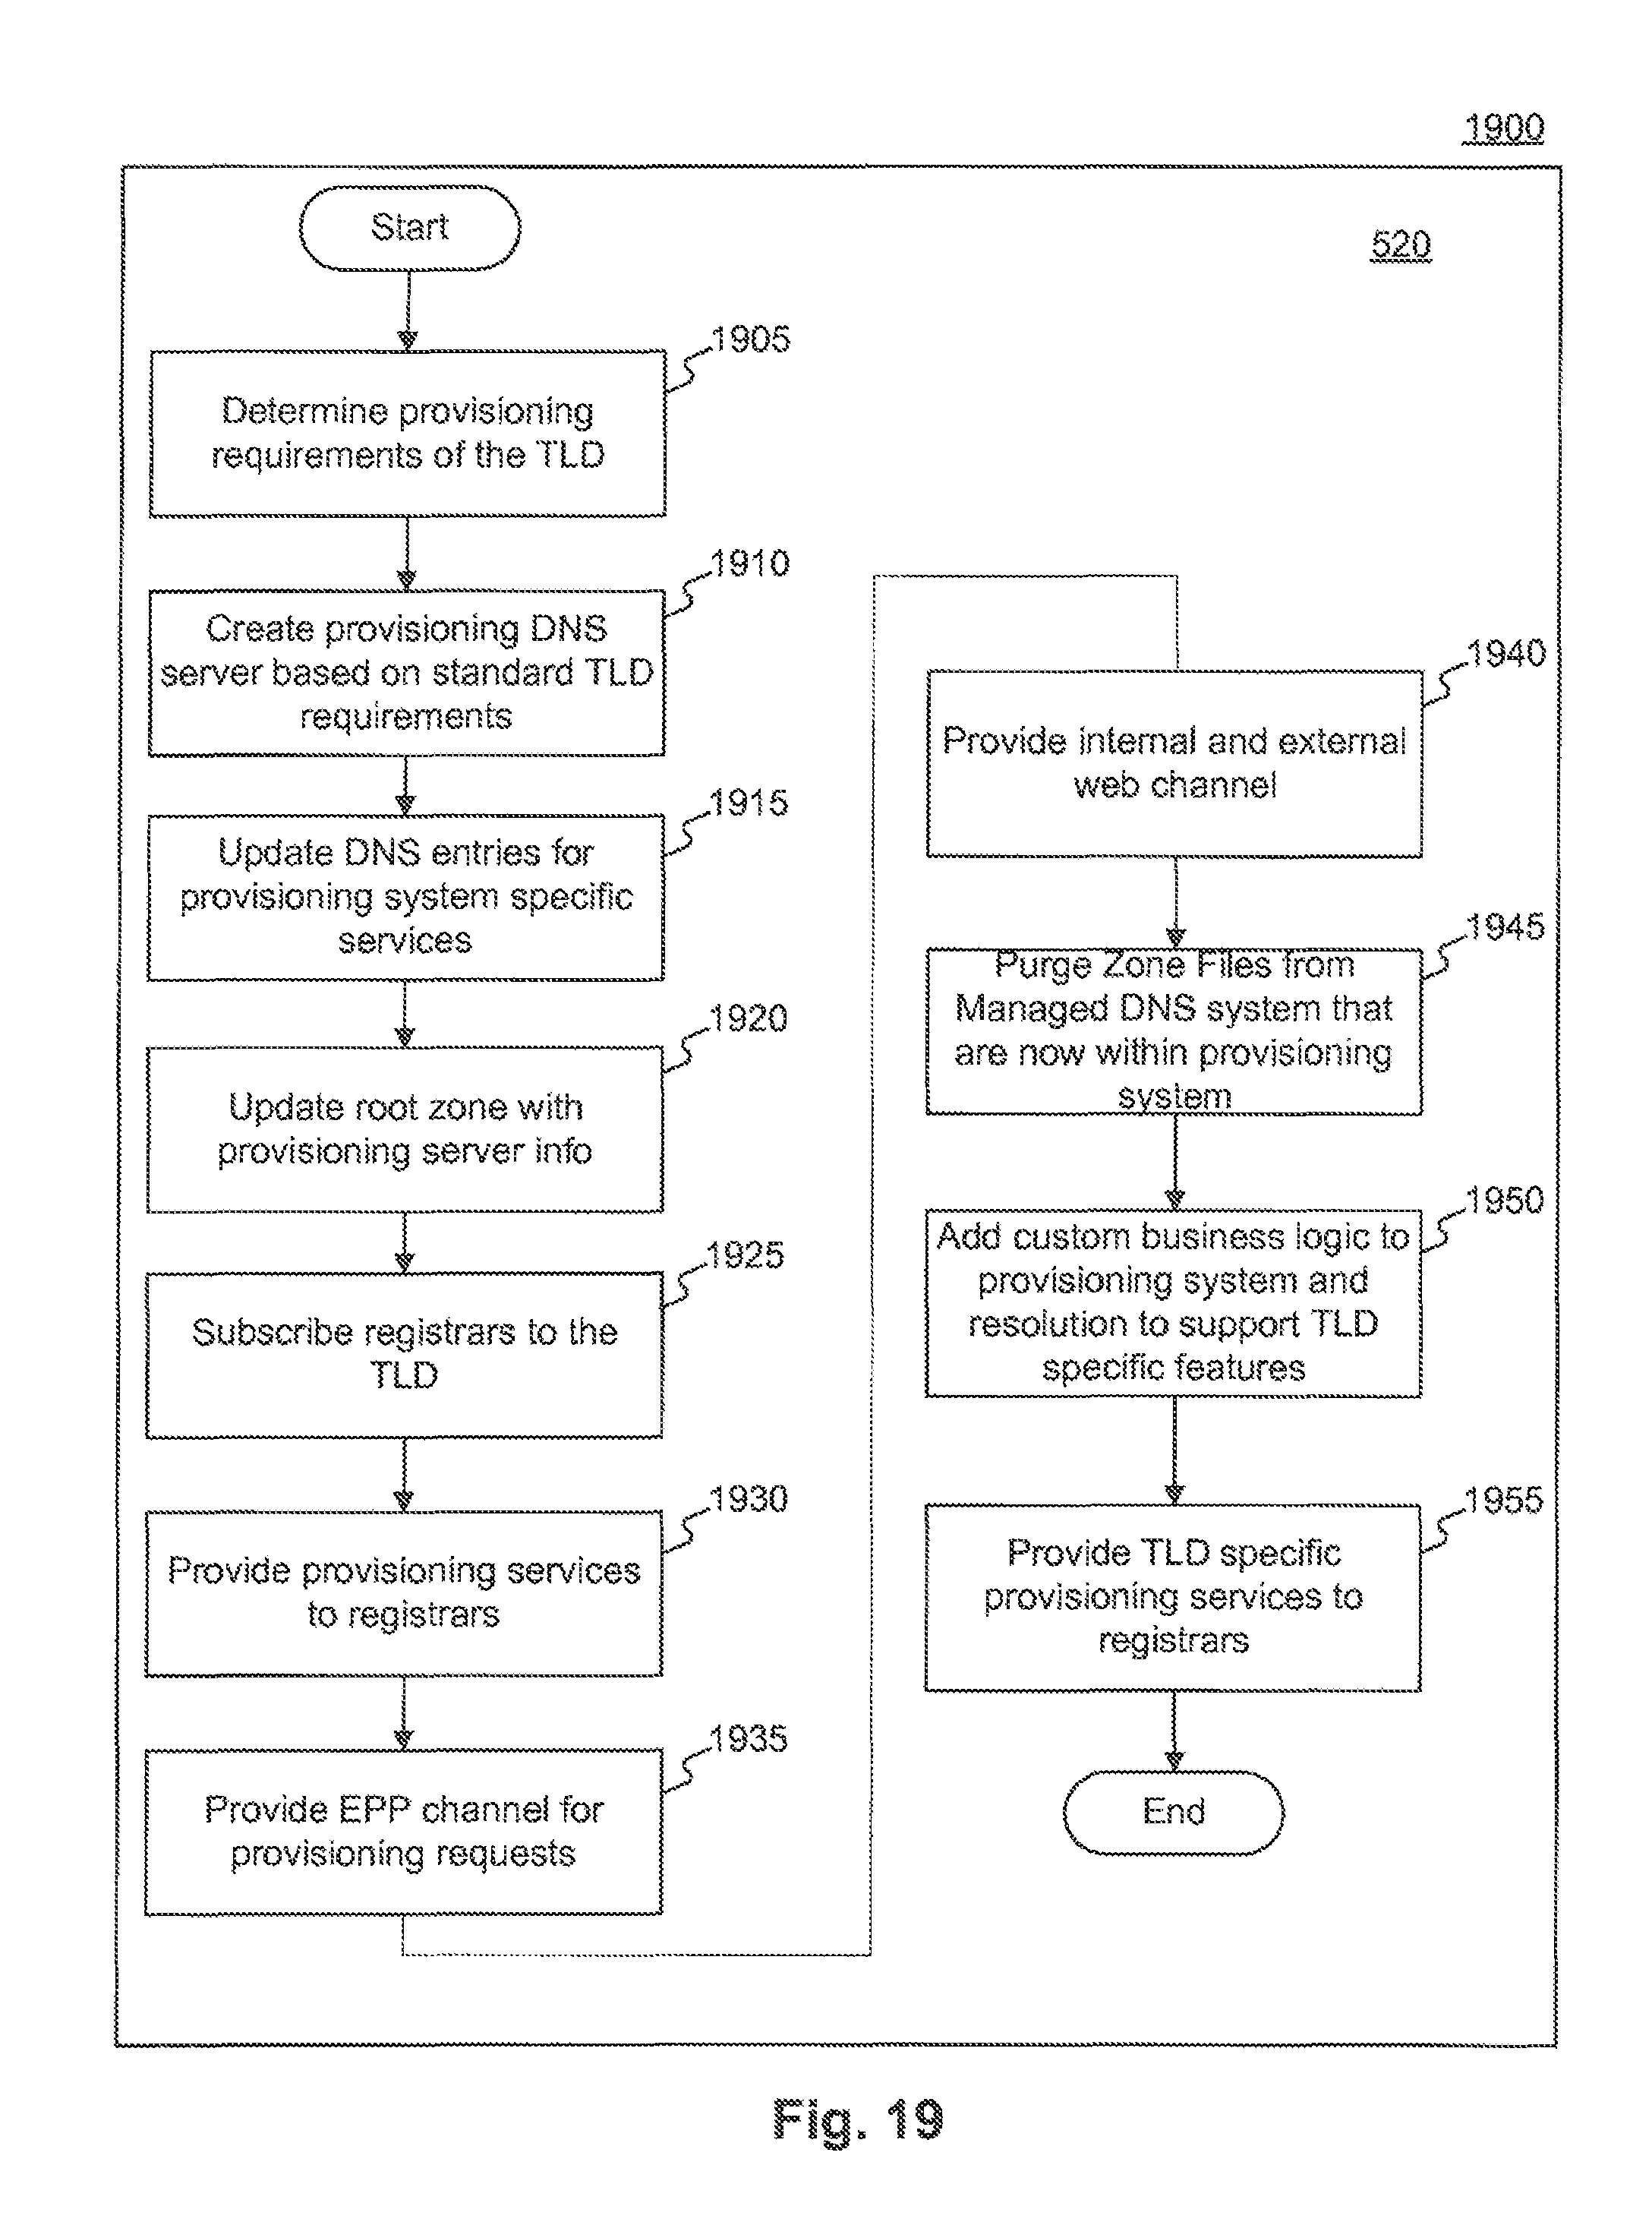 1900
520
Start
1905
Determine provisioning
requirements of the TLD
1910
Create provisioning DNS
server based on standard TLD
requirements
1915
Update DNS entries for
provisioning system specific
services
1920
Update root zone with
provisioning server info
1925
Subscribe registrars to the
TLD
1930
Provide provisioning services
to registrars
1935
Provide EPP channel for
provisioning requests
1940
Provide internal and external
web channel
1945
Purge Zone Files from
Managed DNS system that
are now within provisioning
system
1950
Add custom business logic to
provisioning system and
resolution to support TLD
specific features
1955
Provide TLD specific
provisioning services to
registrars
End
Fig. 19